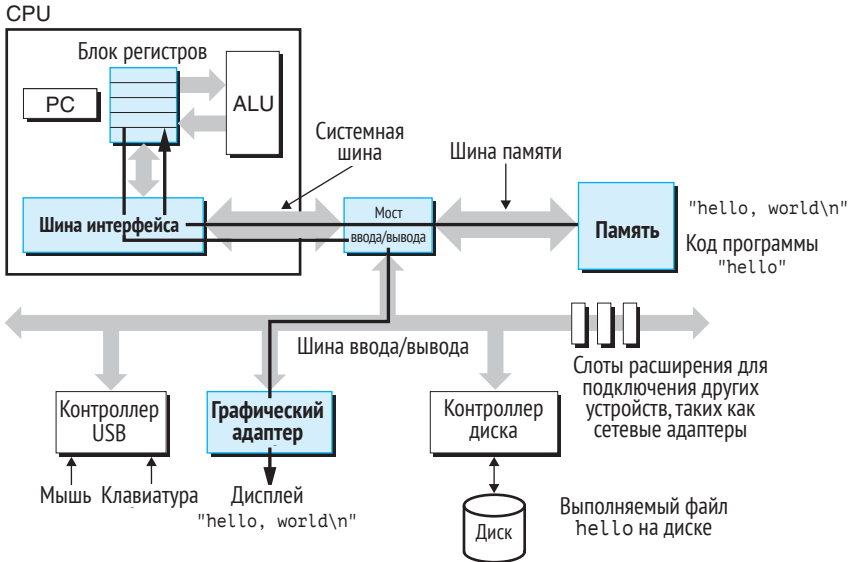 CPU
Блок регистров
PC
ALU
Системная
шина
Шина памяти
Шина интерфейса
Мост
ввода/вывода
Память
"hello, world\n"
Код программы
"hello"
Шина ввода/вывода
Слоты расширения для
подключения других
устройств, таких как
сетевые адаптеры
Контроллер
USB
Графический
адаптер
Контроллер
диска
Мышь
Клавиатура
Дисплей
"hello, world\n"
Диск
Выполняемый файл
hello на диске